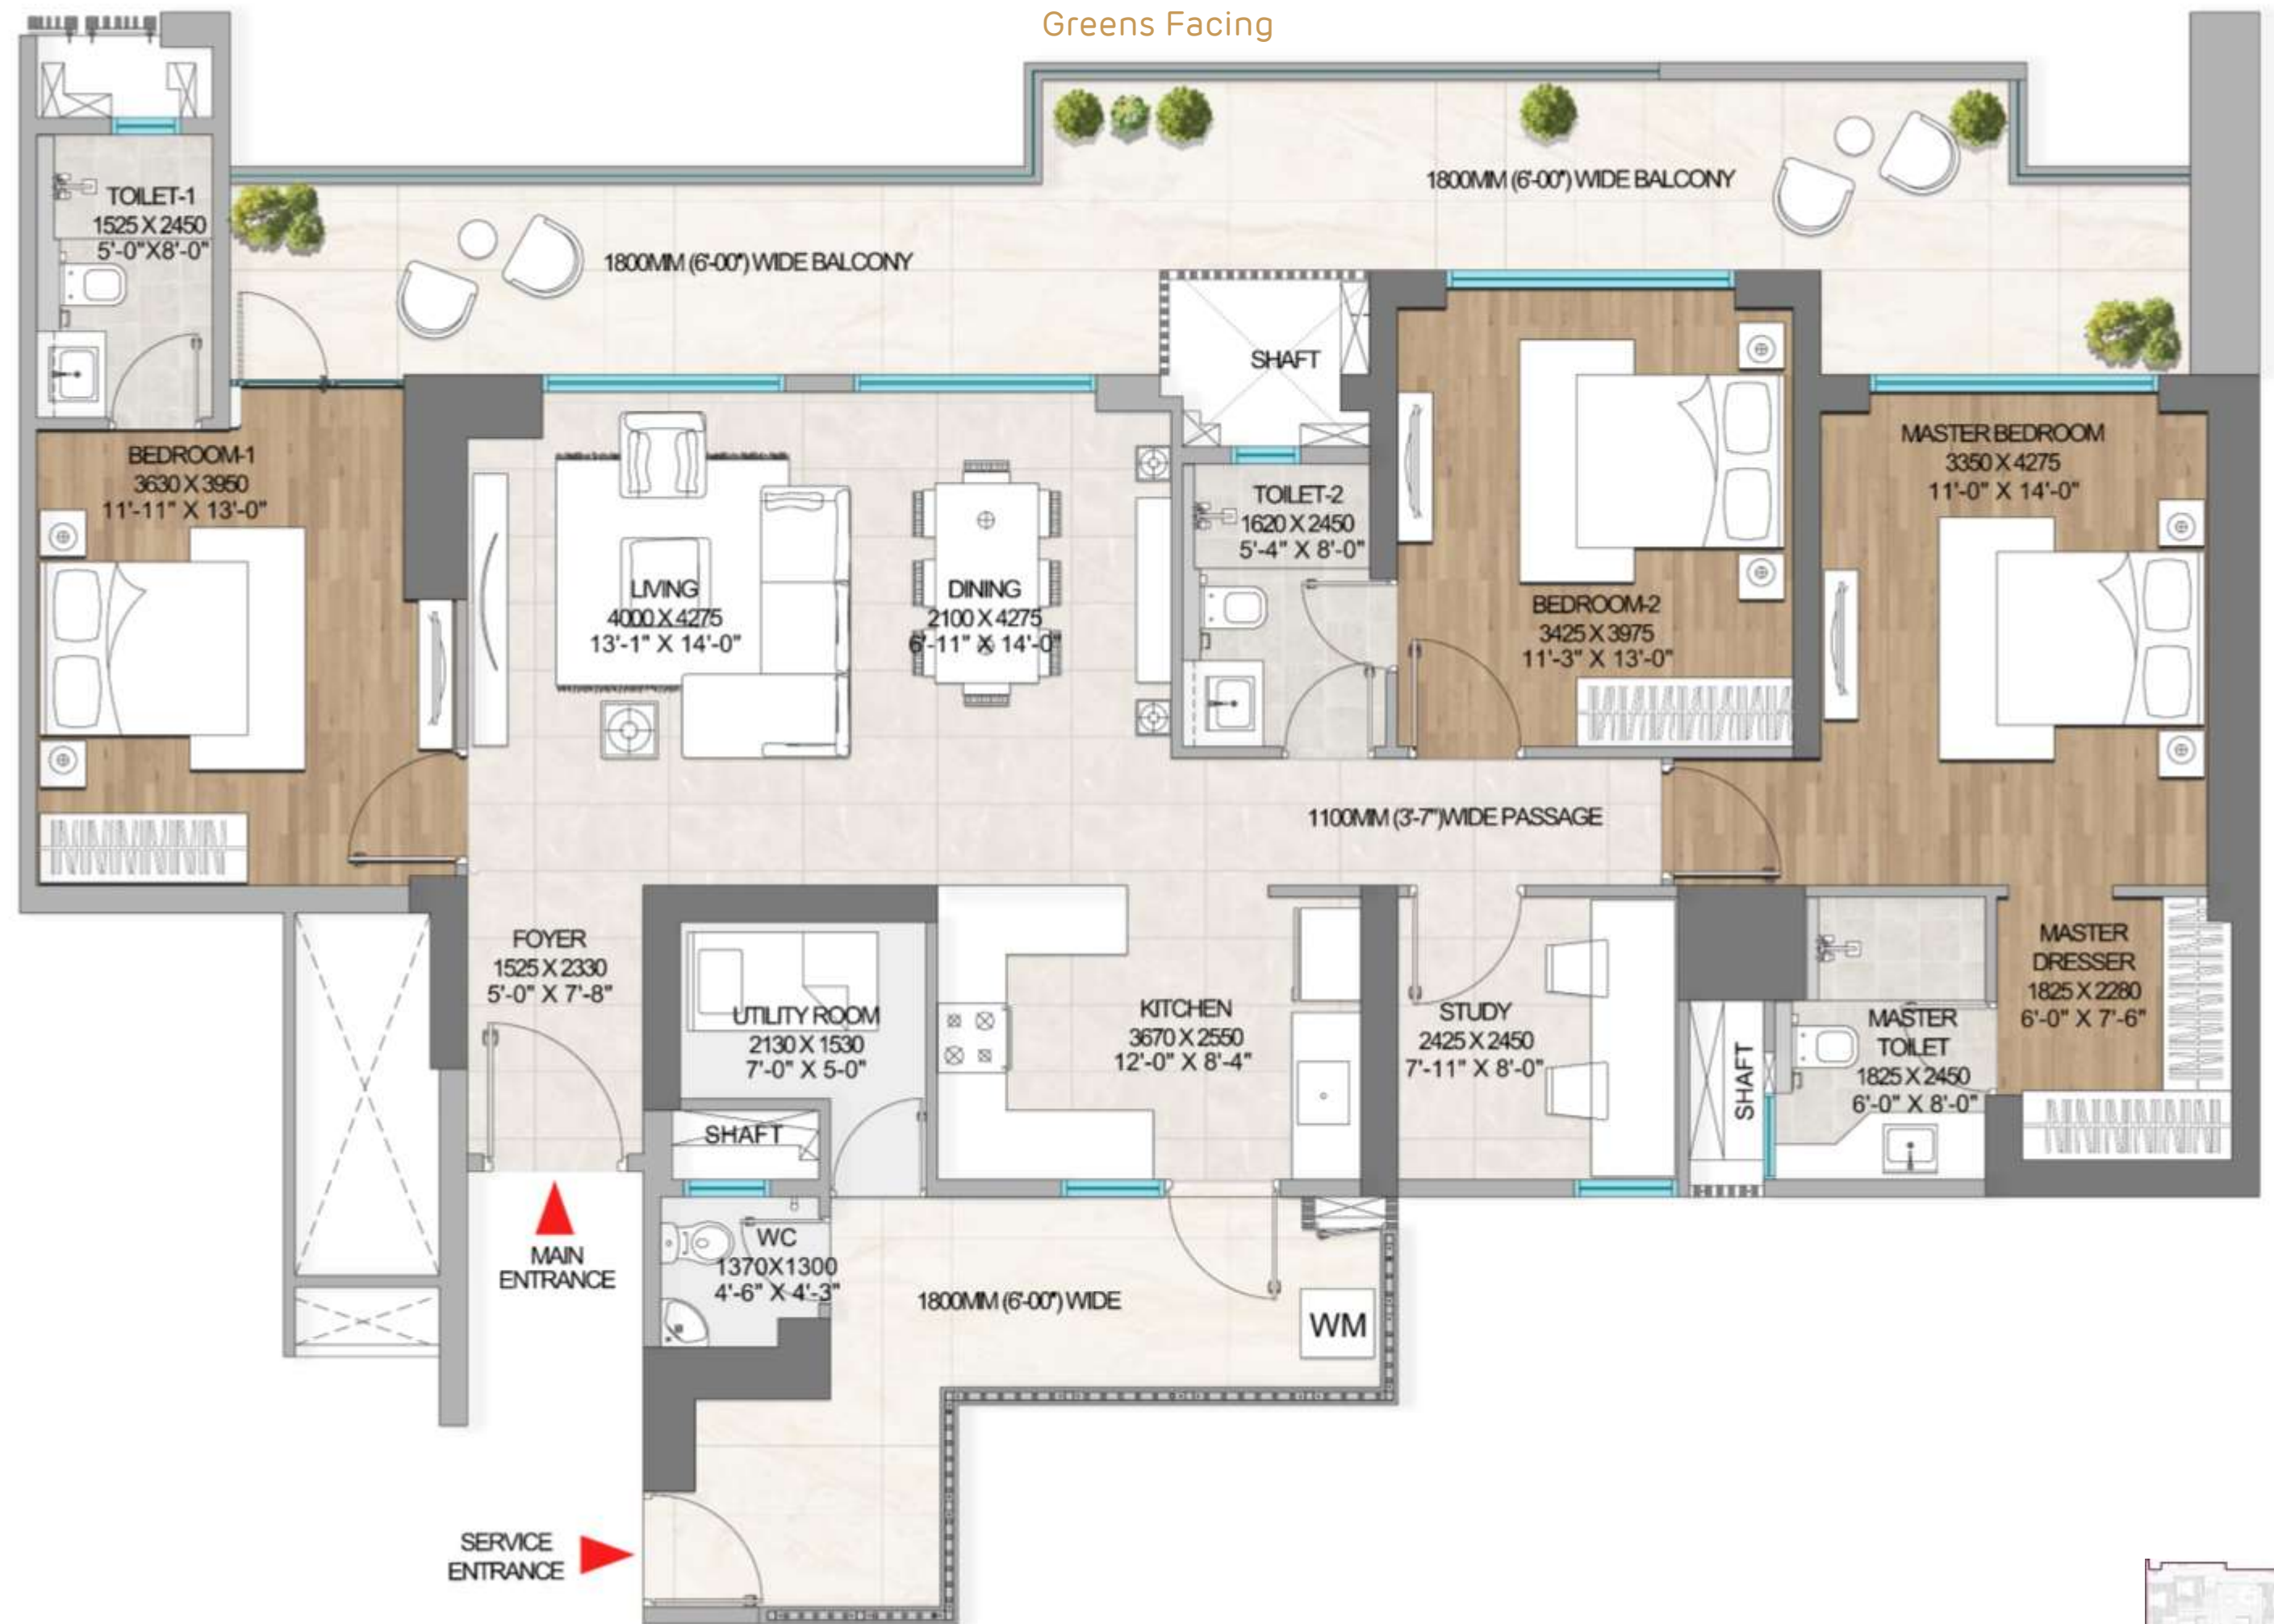 Greens Facing
1800MM (6'-00") WIDE BALCONY
TOILET-1
1525 X 2450
5'-0"X8'-0"
1800MM (6'-00") WIDE BALCONY
SHAFT
BEDROOM-1
3630 X 3950
11'-11" X 13'-0"
MASTER BEDROOM
3350 X 4275
11'-0" X 14'-0"
TOILET-2
1620 X 2450
5'-4" X 8'-0"
LIVING
4000 X 4275
13'-1" X 14'-0"
DINING
2100 X 4275
6'-11" X 14'-0"
BEDROOM-2
3425 X 3975
11'-3" X 13'-0"
1100MM (3'-7")WIDE PASSAGE
FOYER
1525 X 2330
5'-0" X 7'-8"
UTILITY ROOM
2130 X 1530
7'-0" X 5-0"
KITCHEN
3670 X 2550
12'-0" X 8'-4"
STUDY
2425 X 2450
7'-11" X 8'-0"
SHAFT
MASTER
TOILET
1825 X 2450
6'-0" X 8'-0"
MASTER
DRESSER
1825 X 2280
6'-0" X 7'-6"
SHAFT
MAIN
ENTRANCE
WC
1370X1300
4'-6" X 4'-3"
1800MM (6'-00") WIDE
WM
SERVICE
ENTRANCE